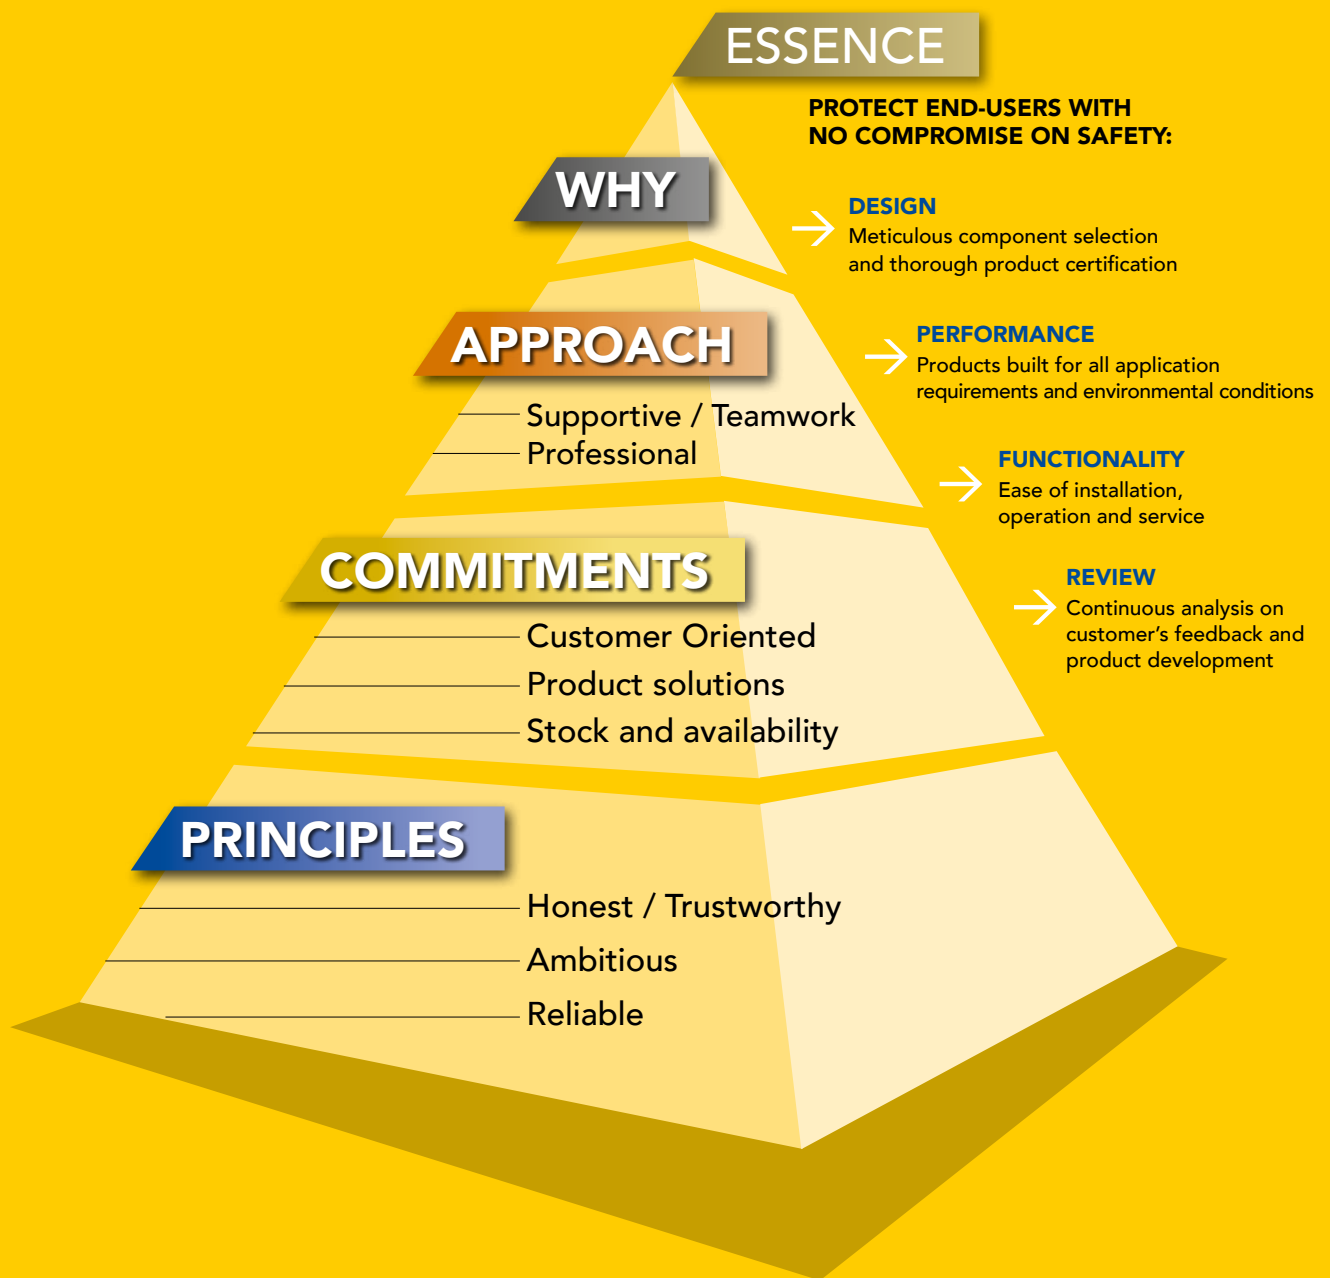 ESSENCE
PROTECT END-USERS WITH
NO COMPROMISE ON SAFETY:
WHY
DESIGN
Meticulous component selection
and thorough product certification
APPROACH
Supportive / Teamwork
Professional
PERFORMANCE
Products built for all application
requirements and environmental conditions
FUNCTIONALITY
Ease of installation,
operation and service
COMMITMENTS
Customer Oriented
Product solutions
Stock and availability
REVIEW
Continuous analysis on
customer’s feedback and
product development
PRINCIPLES
Honest / Trustworthy
Ambitious
Reliable